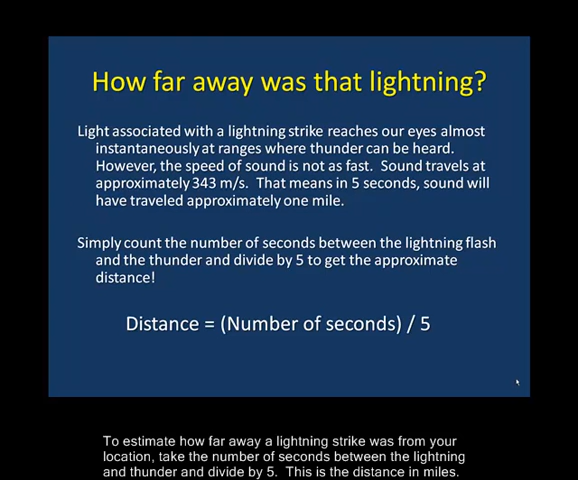 How far away was that lightning?
Light associated with a lightning strike reaches our eyes almost
instantaneously at ranges where thunder can be heard.
However, the speed of sound is not as fast.  Sound travels at
approximately 343 m/s.  That means in 5 seconds, sound will
have traveled approximately one mile.
Simply count the number of seconds between the lightning flash
and the thunder and divide by 5 to get the approximate
distance!
Distance = (Number of seconds) / 5
To estimate how far away a lightning strike was from your
location, take the number of seconds between the lightning
and thunder and divide by 5.  This is the distance in miles.